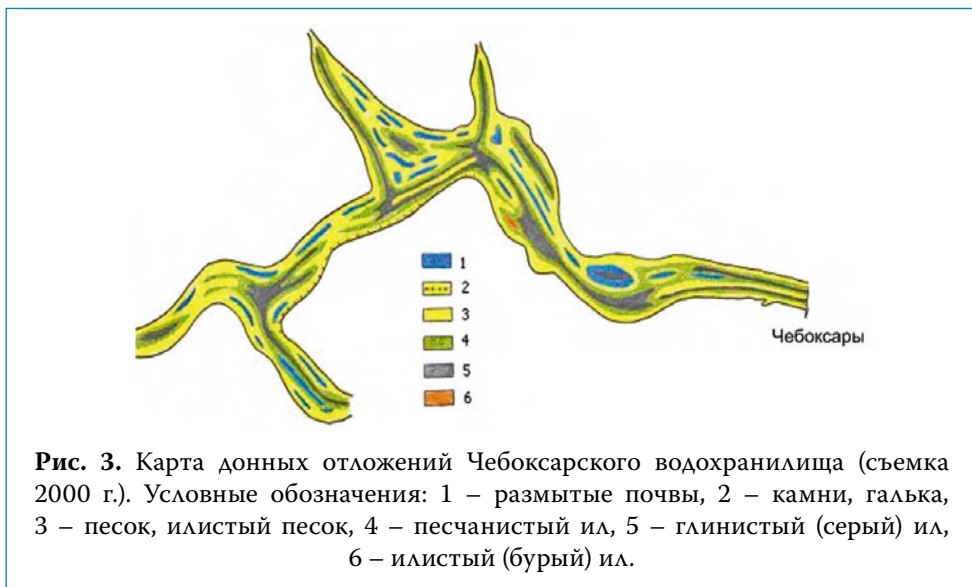 1
2
3
4
5
6
Чебоксары
Рис. 3. Карта донных отложений Чебоксарского водохранилища (съемка
2000 г.). Условные обозначения: 1 – размытые почвы, 2 – камни, галька,
3 – песок, илистый песок, 4 – песчанистый ил, 5 – глинистый (серый) ил,
6 – илистый (бурый) ил.